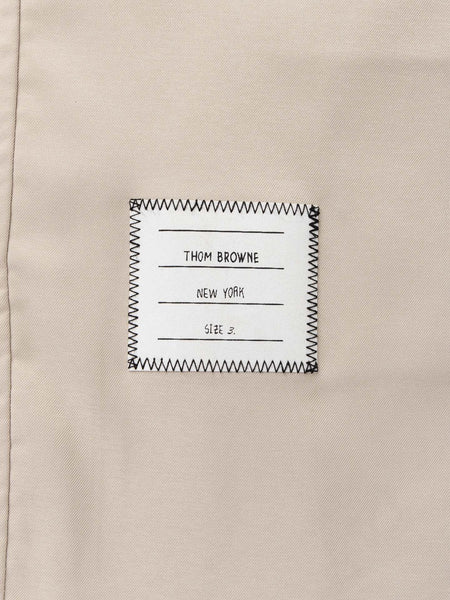 THOM BROWNE
NEW YORK
SIZE 3.